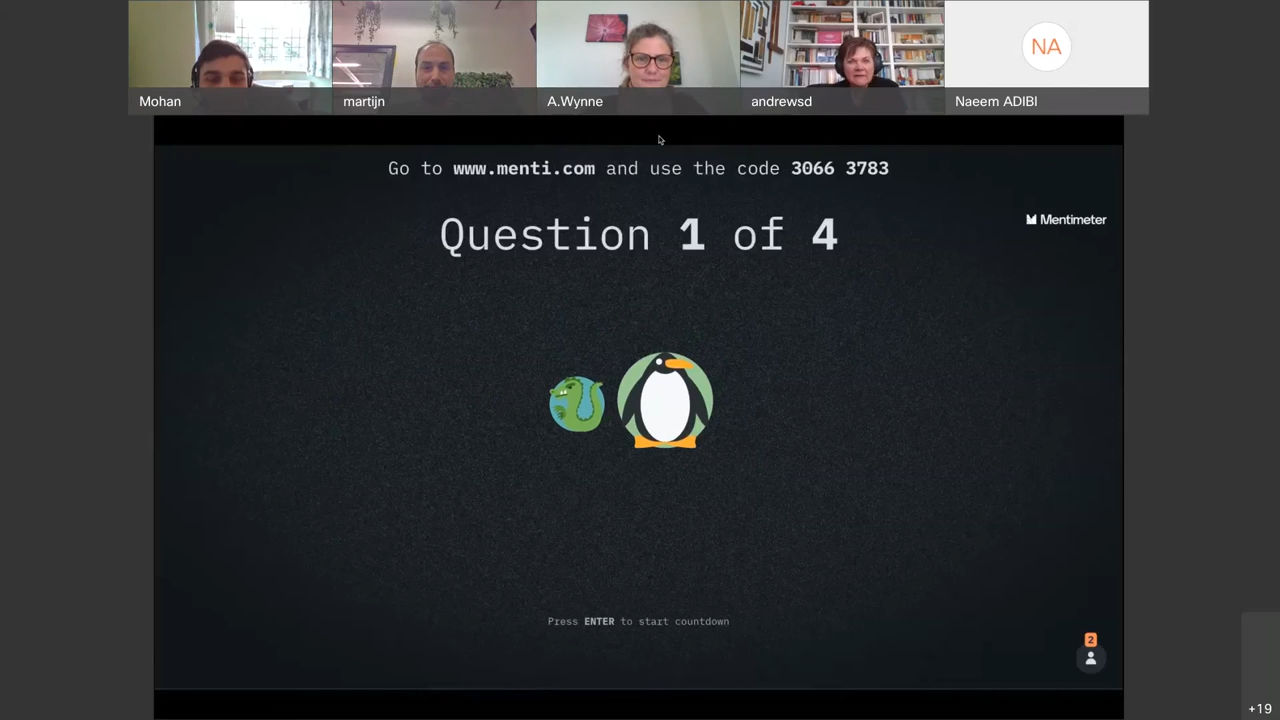 Mohan
martijn
A.Wynne
andrewsd
NA
Naeem ADIBI
Go to www.menti.com and use the code 3066 3783
Mentimeter
Question 1 of 4
Press ENTER to start countdown
2
+19